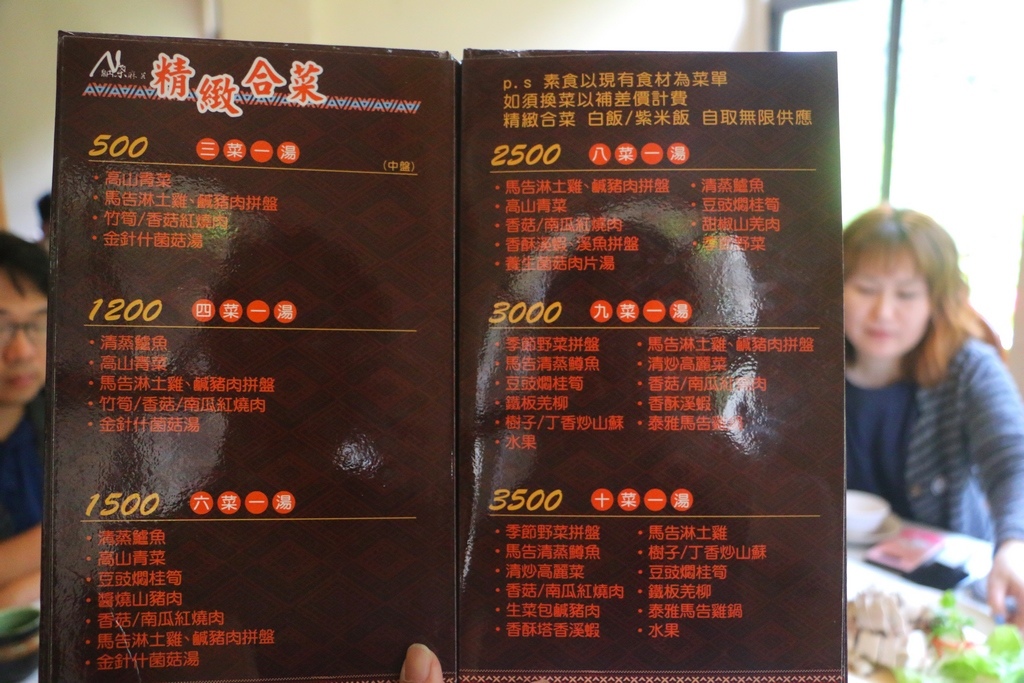 精緻合菜
500 三菜一湯
(中盤)
・高山青菜
・馬告淋土雞、鹹豬肉拼盤
・竹筍/香菇紅燒肉
・金針什菌菇湯
1200 四菜一湯
・清蒸鱸魚
・高山青菜
・馬告淋土雞、鹹豬肉拼盤
・竹筍/香菇/南瓜紅燒肉
・金針什菌菇湯
1500 六菜一湯
・清蒸鱸魚
・高山青菜
・豆豉燜桂筍
・醬燒山豬肉
・香菇/南瓜紅燒肉
・馬告淋土雞、鹹豬肉拼盤
・金針什菌菇湯
p.s 素食以現有食材為菜單
如須換菜以補差價計費
精緻合菜 白飯/紫米飯 自取無限供應
2500 八菜一湯
・馬告淋土雞、鹹豬肉拼盤
・高山青菜
・香菇/南瓜紅燒肉
・香酥溪蝦 溪魚拼盤
・養生菌菇肉片湯
・清蒸鱸魚
・豆豉燜桂筍
・甜椒山羌肉
野菜
3000 九菜一湯
・季節野菜拼盤
・馬告清蒸鱒魚
・豆豉燜桂筍
・鐵板羌柳
・樹子/丁香炒山蘇
・水果
・馬告淋土雞、鹹豬肉拼盤
・清炒高麗菜
・香菇/南瓜紅燒肉
・香酥溪蝦
・泰雅馬告雞鍋
3500 十菜一湯
・季節野菜拼盤
・馬告清蒸鱒魚
・清炒高麗菜
・香菇/南瓜紅燒肉
・生菜包鹹豬肉
・香酥塔香溪蝦
・馬告淋土雞
・樹子/丁香炒山蘇
・豆豉燜桂筍
・鐵板羌柳
・泰雅馬告雞鍋
・水果